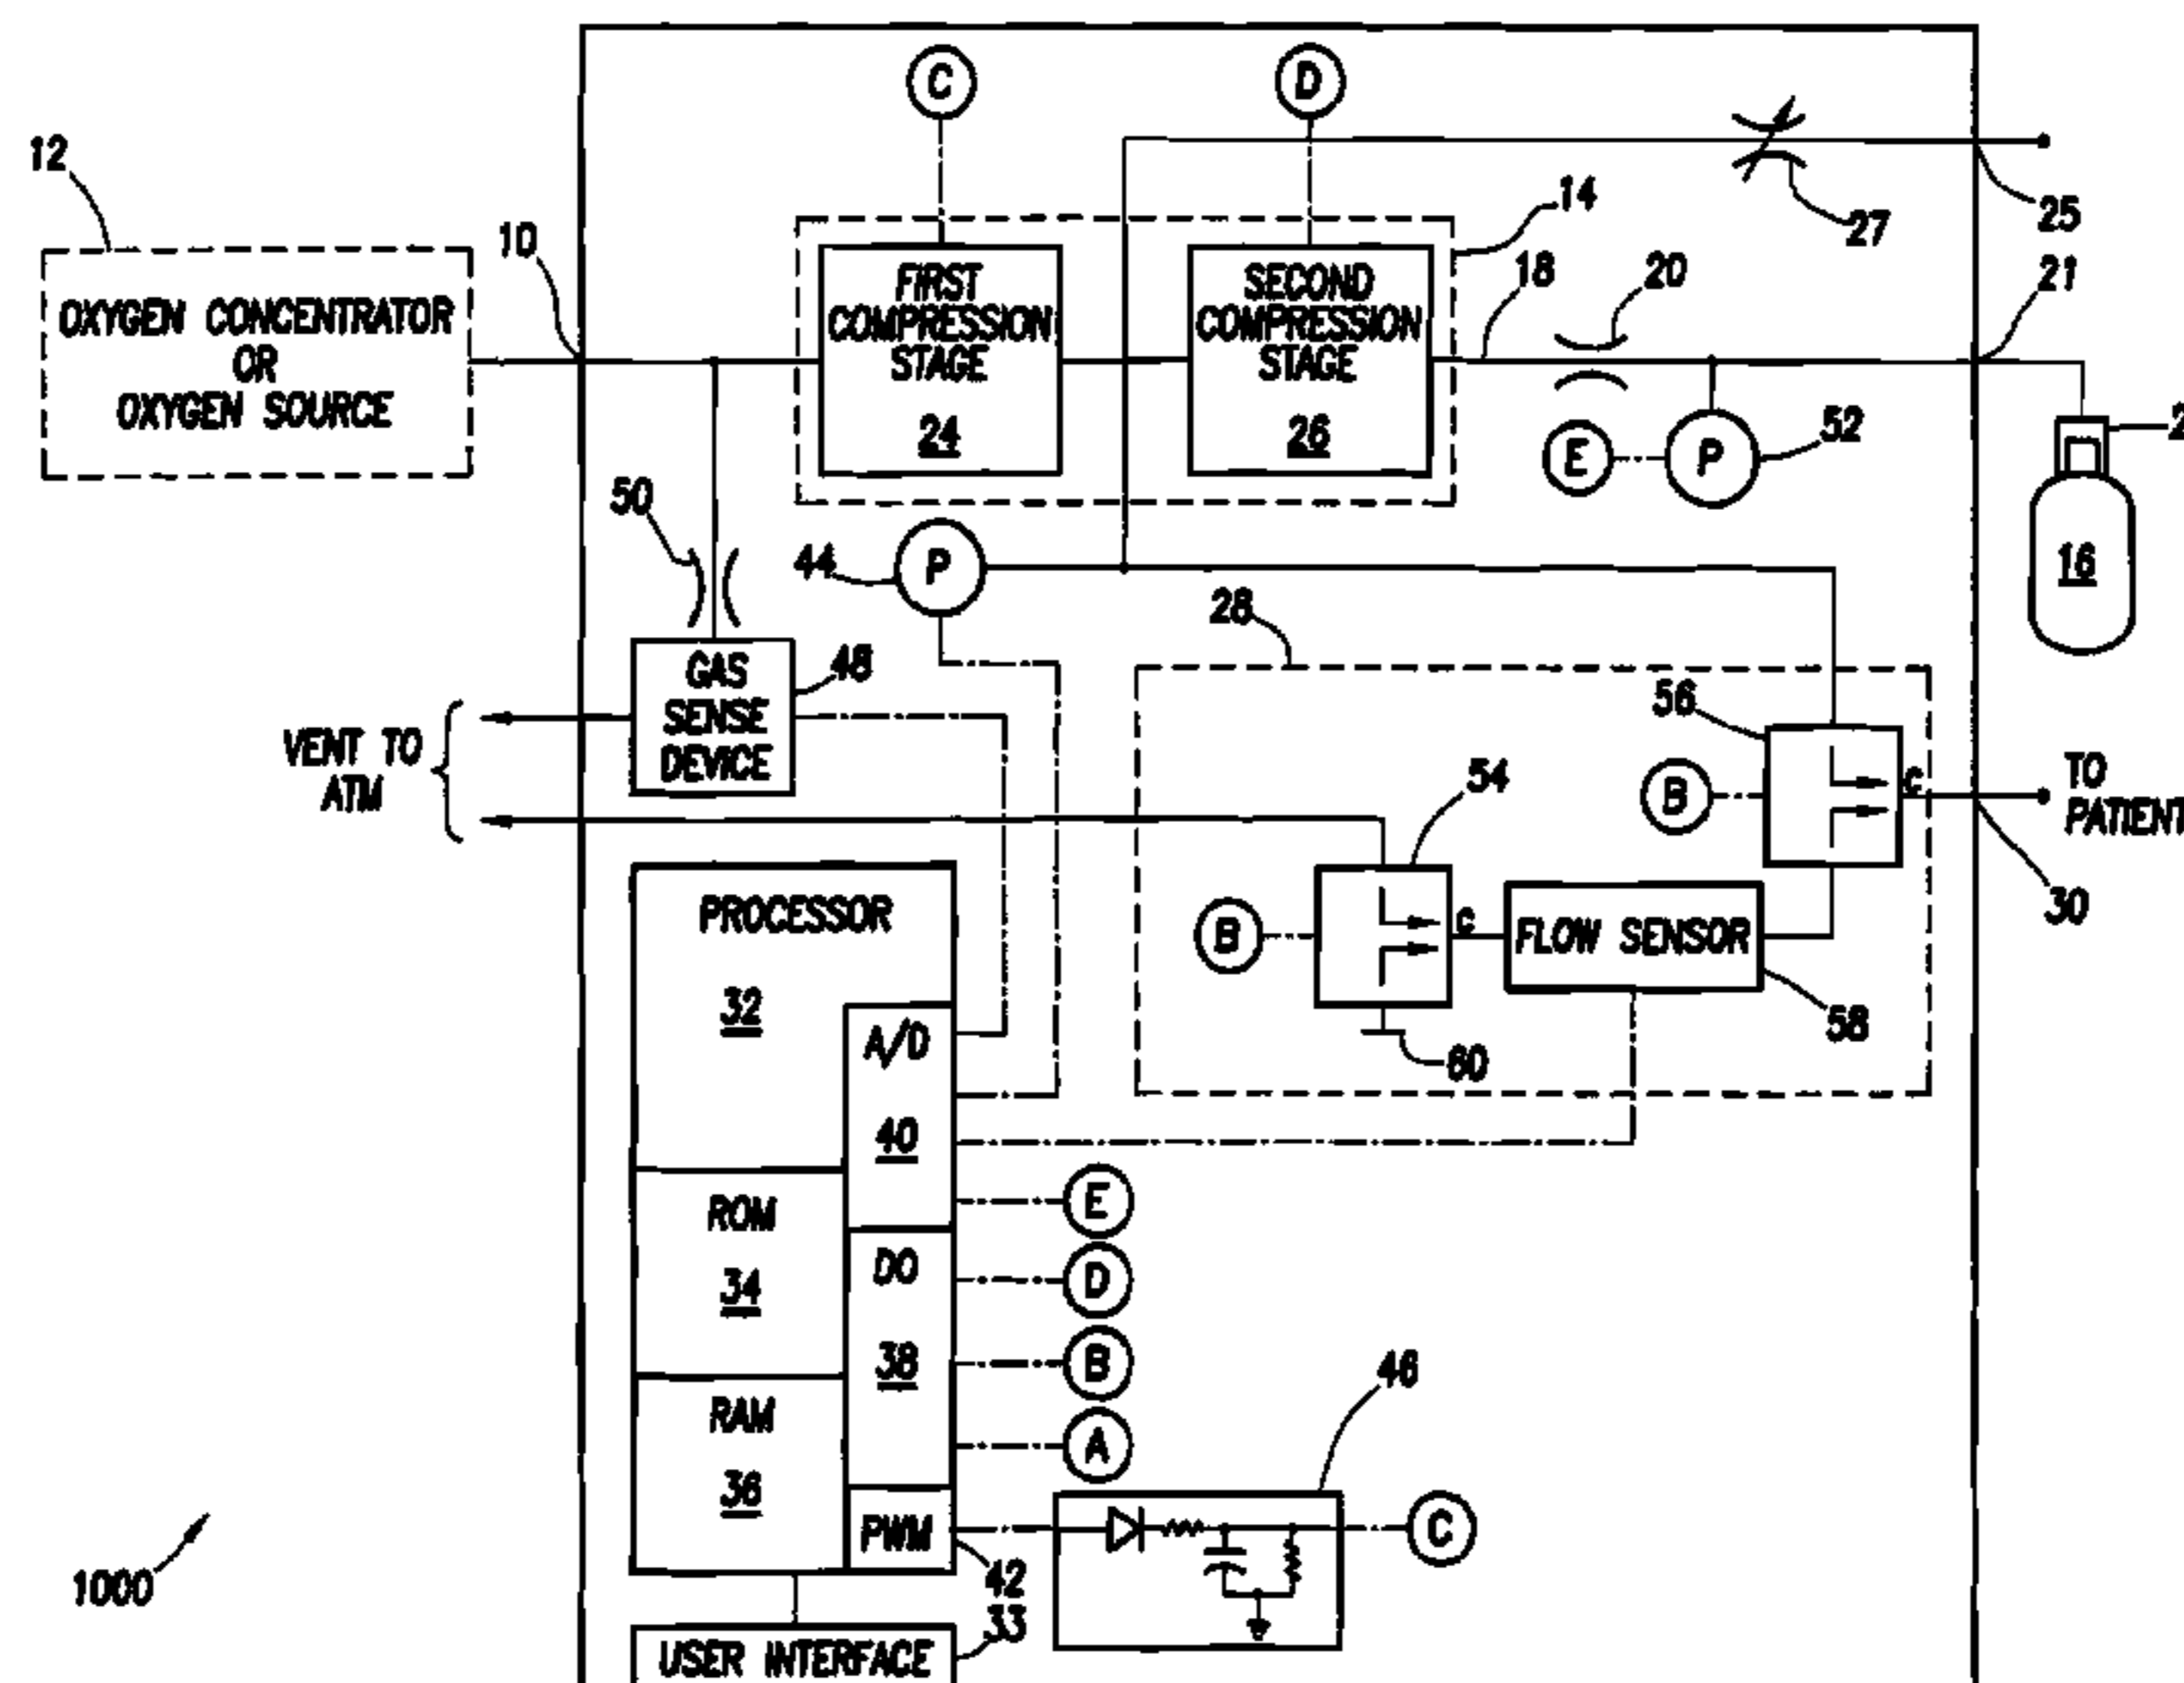 C
D
12
14
10
27
25
18
20
21
OXYGEN CONCENTRATOR
OR
OXYGEN SOURCE
FIRST
COMPRESSION
STAGE
24
SECOND
COMPRESSION
STAGE
26
E
P
52
50
44
P
16
28
GAS
SENSE
DEVICE
48
56
VENT TO
ATM
54
B
C
TO
PATIENT
30
PROCESSOR
32
B
C
FLOW SENSOR
58
60
A/D
40
E
ROM
34
DO
38
D
B
A
46
RAM
36
PWM
42
C
1000
33
USER INTERFACE